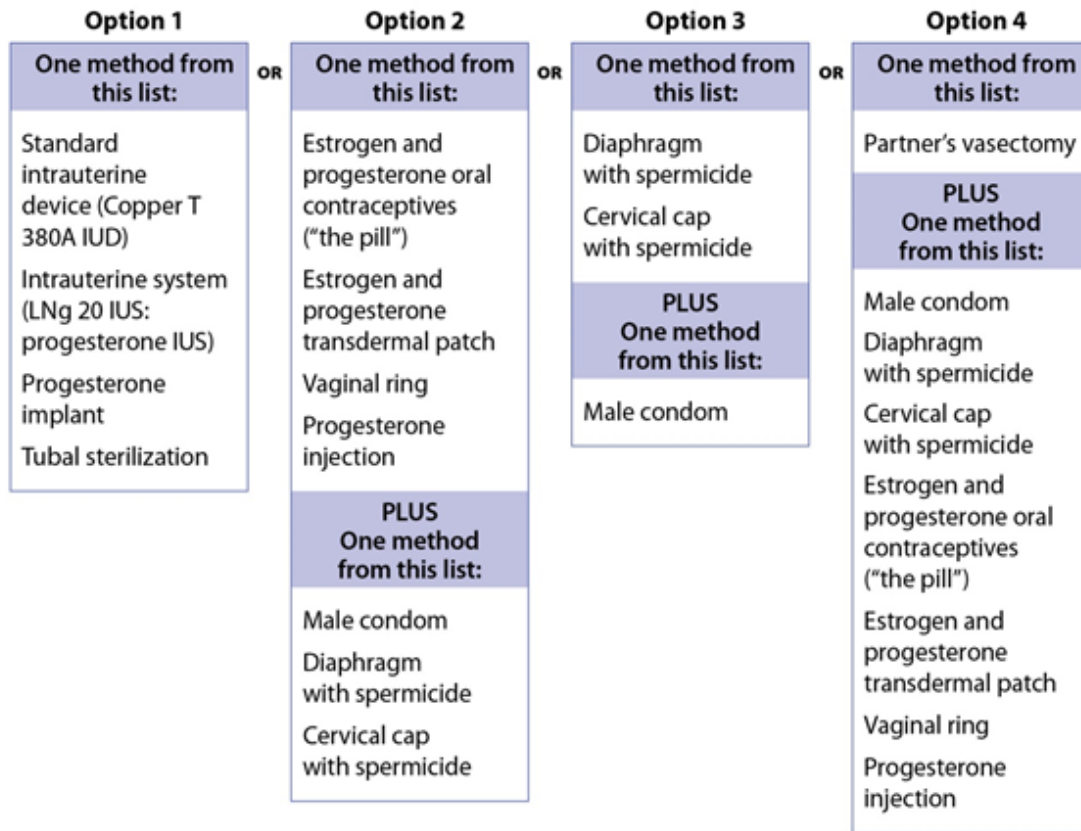 Option 1
One method from
this list:
Standard
intrauterine
device (Copper T
380A IUD)
Intrauterine system
(LNg 20 IUS:
progesterone IUS)
Progesterone
implant
Tubal sterilization
OR
Option 2
One method from
this list:
Estrogen and
progesterone oral
contraceptives
(“the pill”)
Estrogen and
progesterone
transdermal patch
Vaginal ring
Progesterone
injection
PLUS
One method
from this list:
Male condom
Diaphragm
with spermicide
Cervical cap
with spermicide
OR
Option 3
One method from
this list:
Diaphragm
with spermicide
Cervical cap
with spermicide
PLUS
One method
from this list:
Male condom
OR
Option 4
One method from
this list:
Partner’s vasectomy
PLUS
One method
from this list:
Male condom
Diaphragm
with spermicide
Cervical cap
with spermicide
Estrogen and
progesterone oral
contraceptives
(“the pill”)
Estrogen and
progesterone
transdermal patch
Vaginal ring
Progesterone
injection